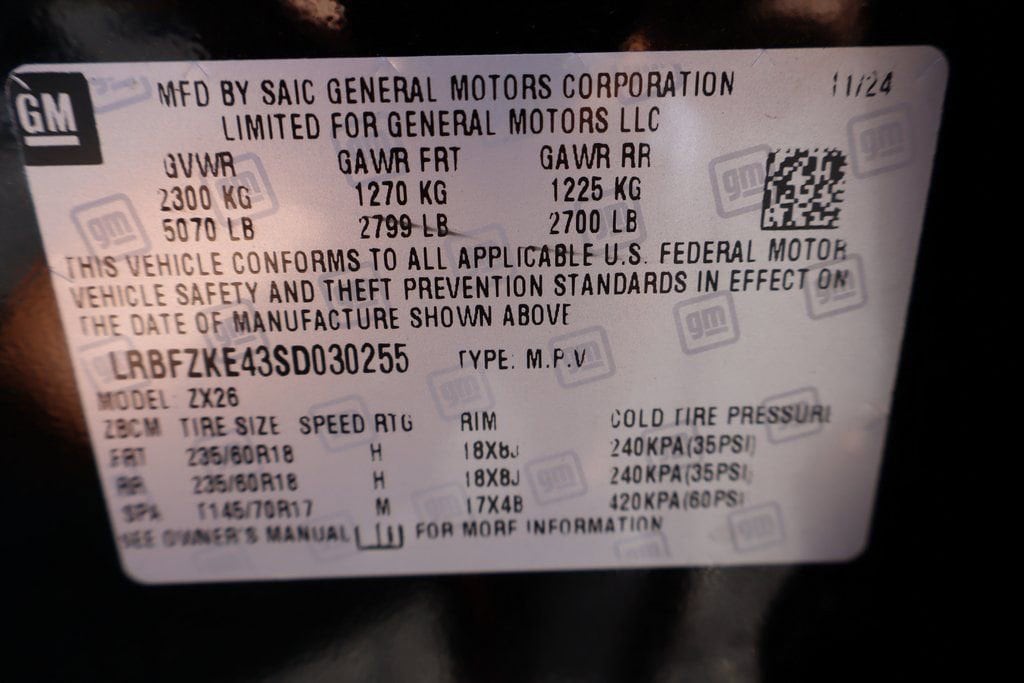 GM
MFD BY SAIC GENERAL MOTORS CORPORATION 11/24
LIMITED FOR GENERAL MOTORS LLC
GVWR GAWR FRT GAWR RR
2300 KG 1270 KG 1225 KG
5070 LB 2799 LB 2700 LB
THIS VEHICLE CONFORMS TO ALL APPLICABLE U.S. FEDERAL MOTOR
VEHICLE SAFETY AND THEFT PREVENTION STANDARDS IN EFFECT ON
THE DATE OF MANUFACTURE SHOWN ABOVE
LRBFZKE43SD030255 TYPE: M.P.V
MODEL: ZX26
ZBCM TIRE SIZE SPEED RTG RIM COLD TIRE PRESSURE
FRT 235/60R18 H 18X8J 240KPA(35PSI)
RR 235/60R18 H 18X8J 240KPA(35PSI)
SPA T145/70R17 M 17X4B 420KPA(60PSI)
SEE OWNER'S MANUAL FOR MORE INFORMATION